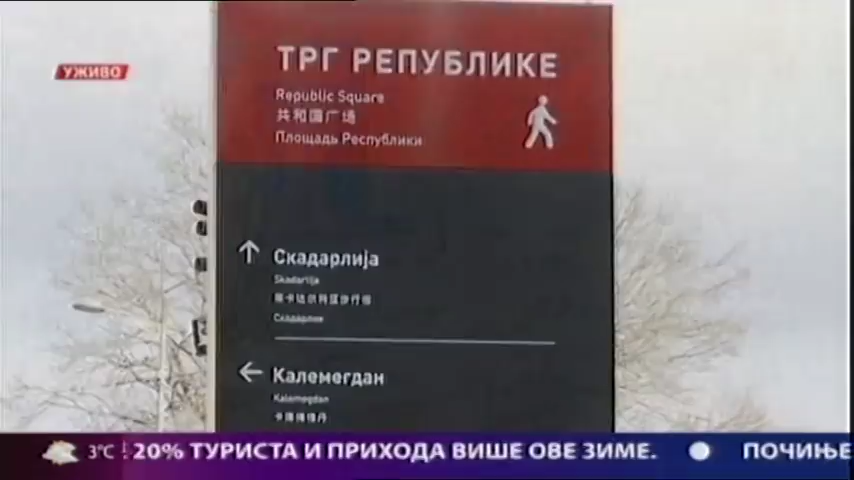 ТРГ РЕПУБЛИКЕ
УЖИВО
Republic Square
共和国广场
Площадь Республики
Скадарлија
Skadarlija
Скадарлия
Калемегдан
Kalemegdan
3°C
20% ТУРИСТА И ПРИХОДА ВИШЕ ОВЕ ЗИМЕ.
ПОЧИЊЕ